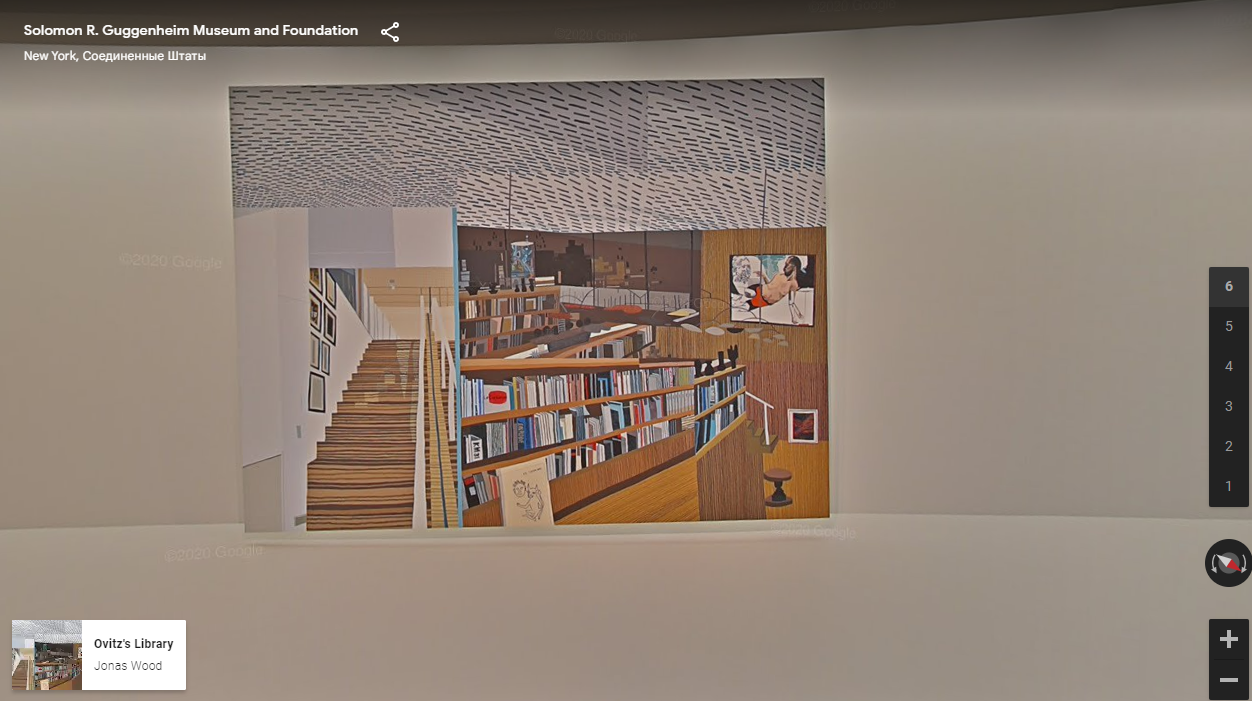 Solomon R. Guggenheim Museum and Foundation
New York, Соединенные Штаты
©2020 Google
©2020 Google
©2020 Google
©2020 Google
6
5
4
3
2
1
Ovitz's Library
Jonas Wood